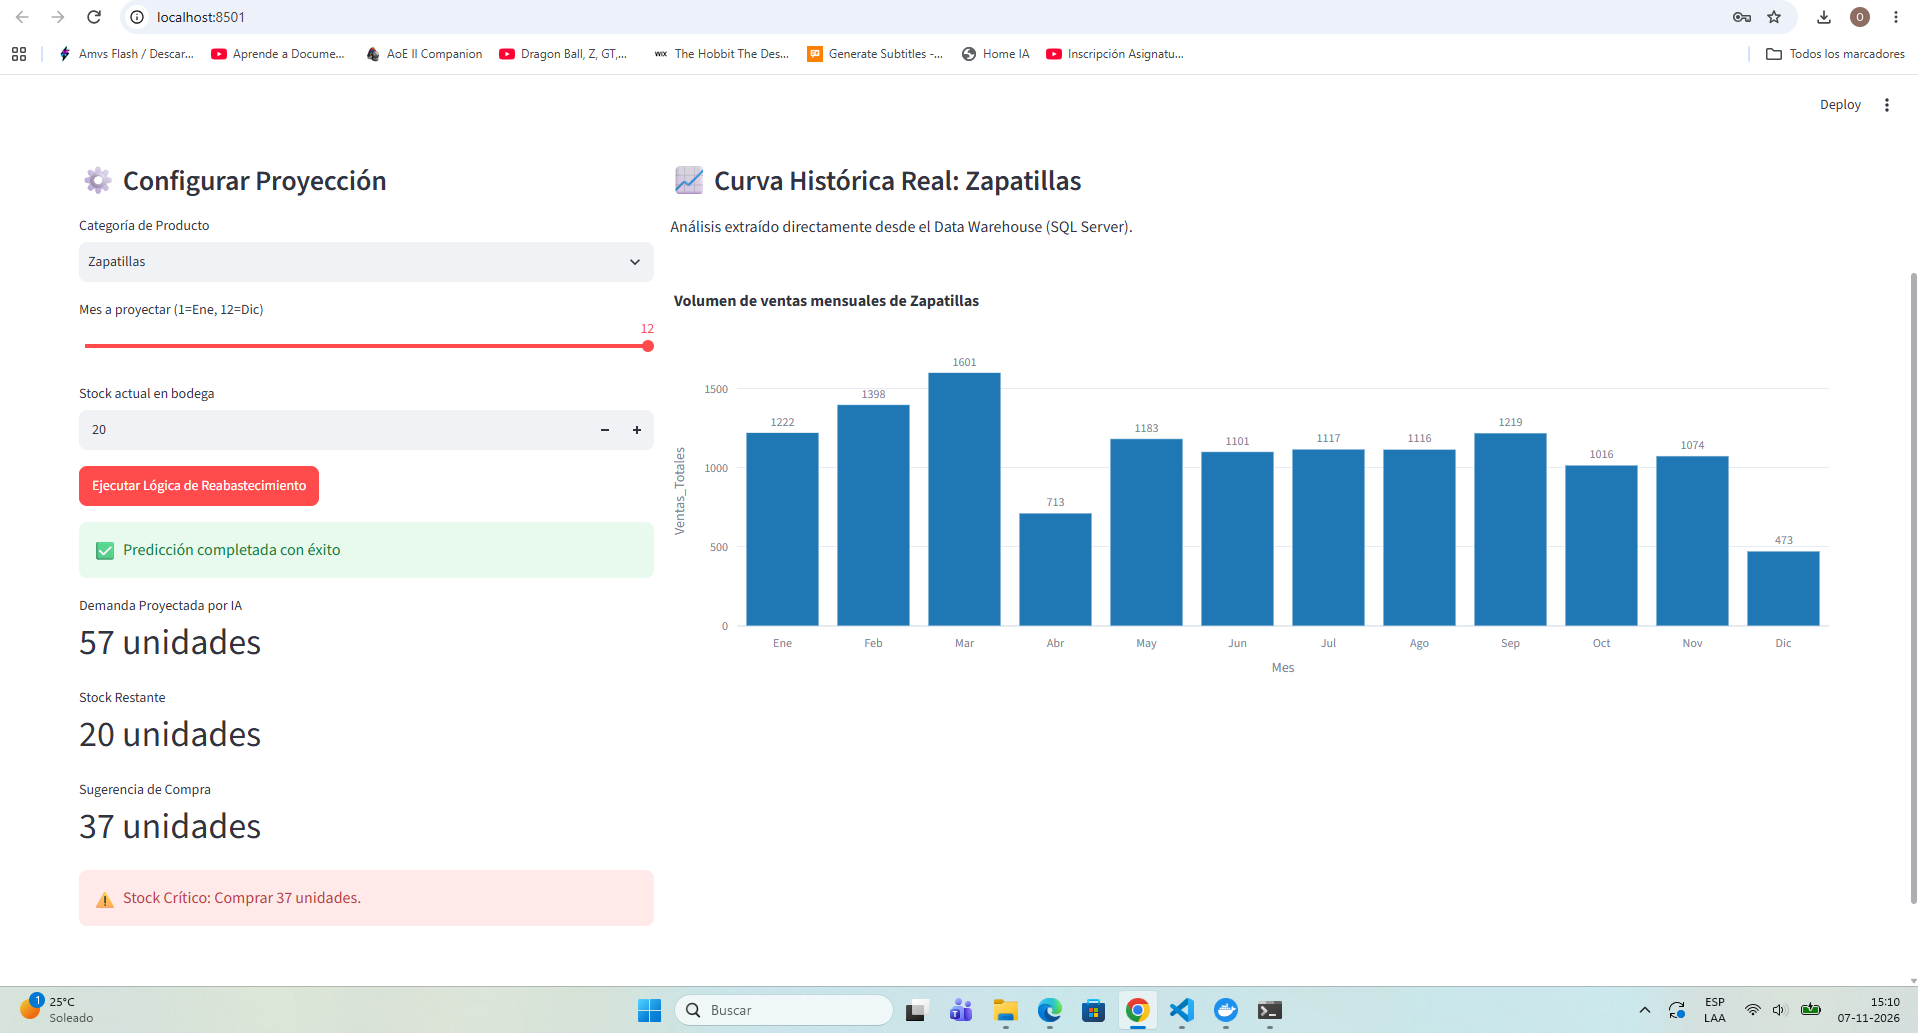 localhost:8501
Amvs Flash / Descar...
Aprende a Docume...
AoE II Companion
Dragon Ball, Z, GT,...
WIX
The Hobbit The Des...
Generate Subtitles -...
Home IA
Inscripción Asignatu...
Todos los marcadores
O
Deploy
Configurar Proyección
Categoría de Producto
Zapatillas
Mes a proyectar (1=Ene, 12=Dic)
12
Stock actual en bodega
20
Ejecutar Lógica de Reabastecimiento
Predicción completada con éxito
Demanda Proyectada por IA
57 unidades
Stock Restante
20 unidades
Sugerencia de Compra
37 unidades
Stock Crítico: Comprar 37 unidades.
Curva Histórica Real: Zapatillas
Análisis extraído directamente desde el Data Warehouse (SQL Server).
Volumen de ventas mensuales de Zapatillas
Ventas_Totales
1500
1000
500
0
1222
1398
1601
713
1183
1101
1117
1116
1219
1016
1074
473
Ene
Feb
Mar
Abr
May
Jun
Jul
Ago
Sep
Oct
Nov
Dic
Mes
1
25°C
Soleado
Buscar
ESP
LAA
15:10
07-11-2026